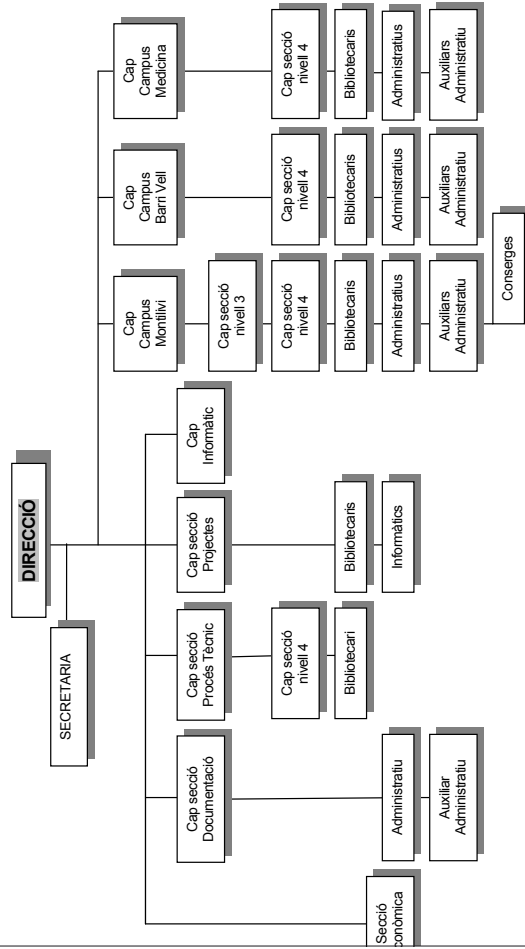 DIRECCIÓ
SECRETARIA
Cap
Campus
Montilivi
Cap
Campus
Barri Vell
Cap
Campus
Medicina
Cap secció
Documentació
Cap secció
Procés Tècnic
Cap secció
Projectes
Cap
Informàtic
Cap secció
nivell 3
Cap secció
nivell 4
Cap secció
nivell 4
Cap secció
nivell 4
Cap secció
nivell 4
Bibliotecari
Bibliotecaris
Bibliotecaris
Bibliotecaris
Bibliotecaris
Secció
conòmica
Administratiu
Informàtics
Administratius
Administratius
Administratius
Auxiliar
Administratiu
Auxiliars
Administratiu
Auxiliars
Administratiu
Auxiliars
Administratiu
Conserges